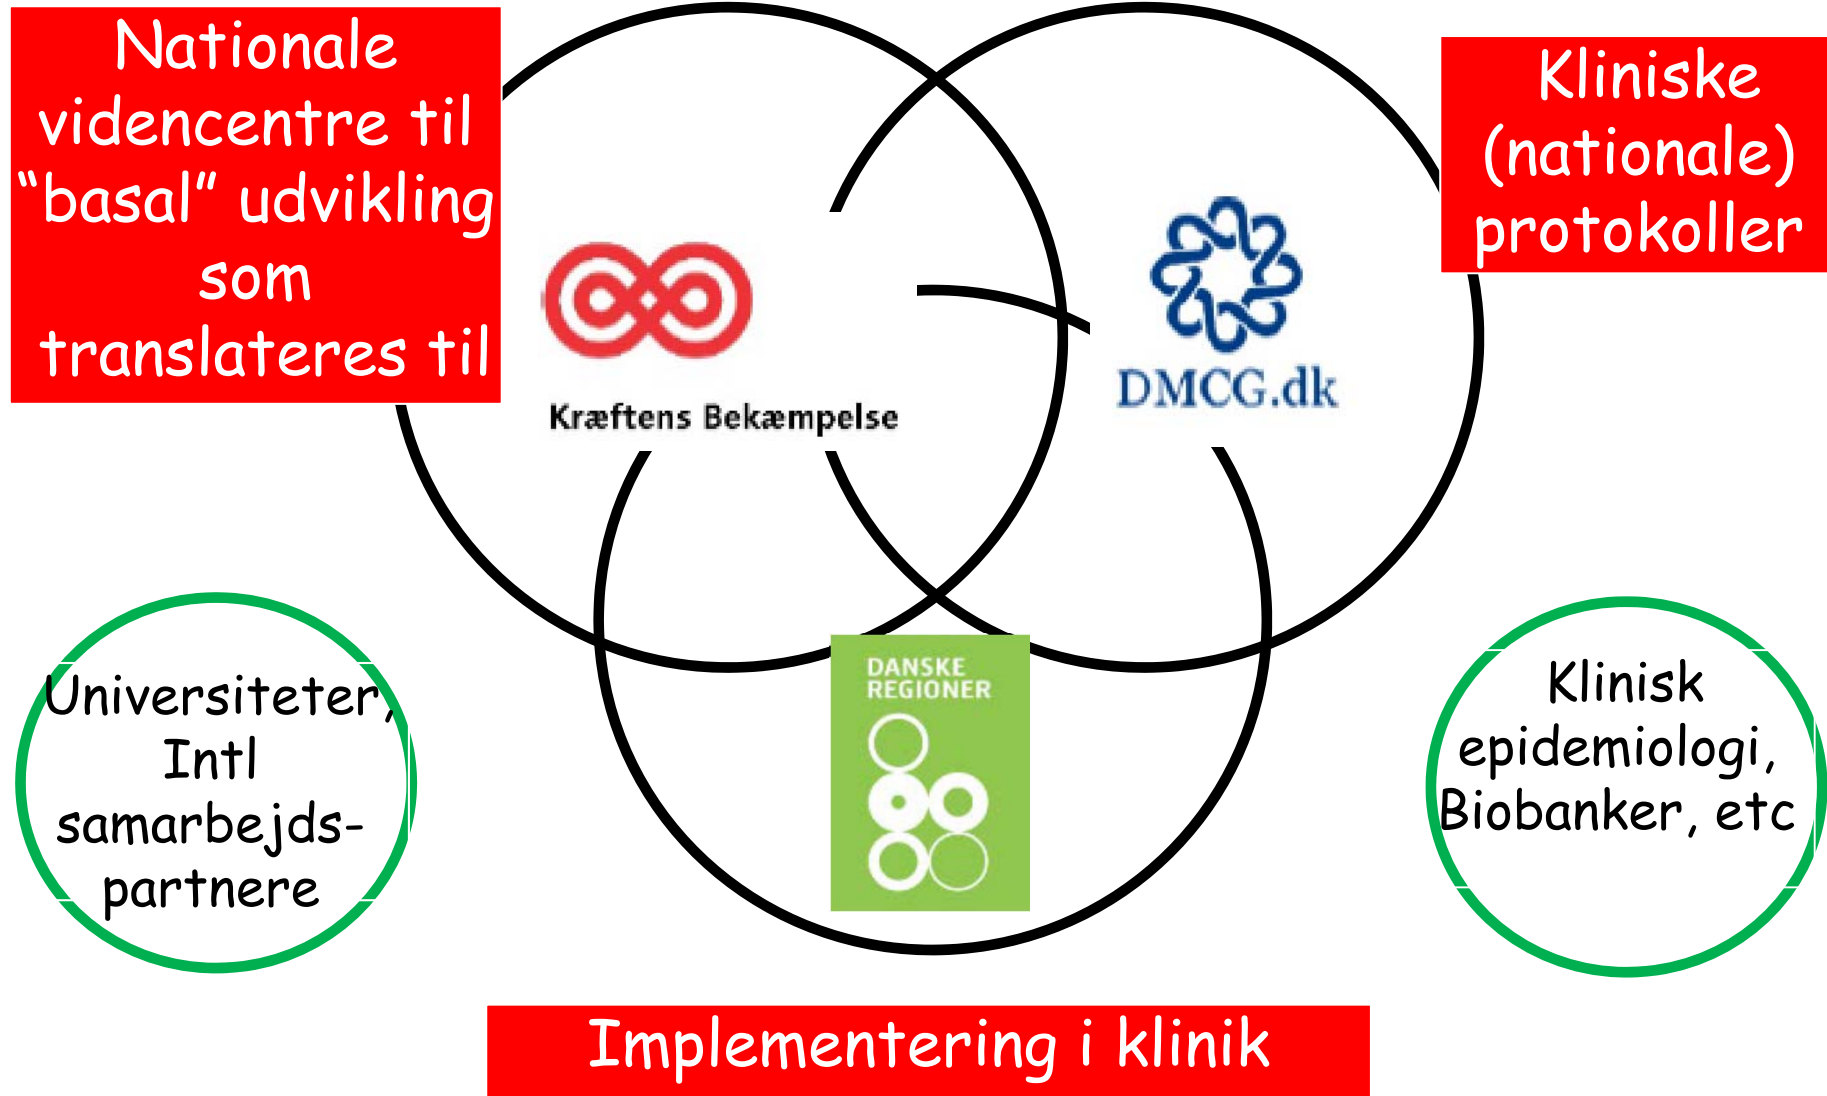 Nationale
videncentre til
“basal” udvikling
som
translateres til
Kliniske
(nationale)
protokoller
Kræftens Bekæmpelse
DMCG.dk
DANSKE
REGIONER
Universiteter,
Intl
samarbejds-
partnere
Klinisk
epidemiologi,
Biobanker, etc
Implementering i klinik